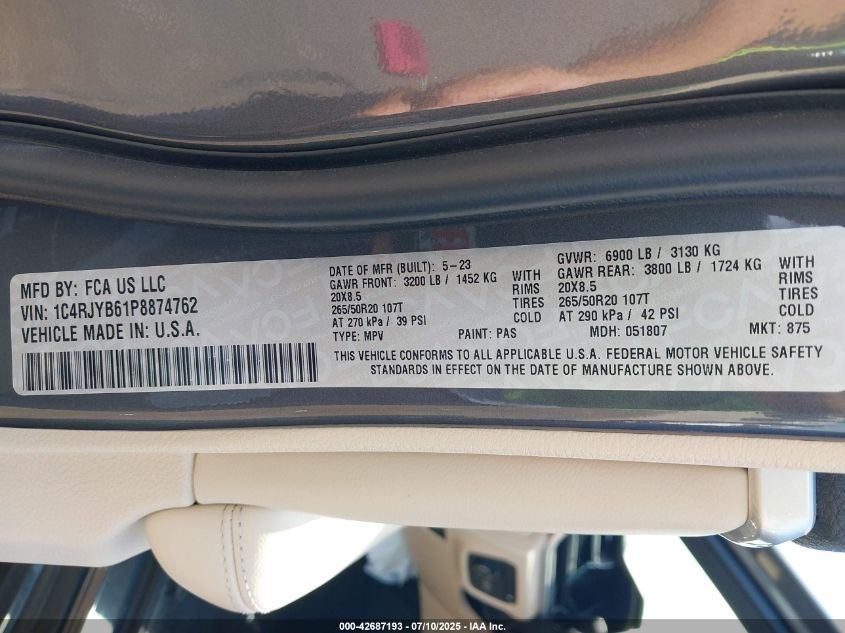 MFD BY: FCA US LLC
VIN: 1C4RJYB61P8874762
VEHICLE MADE IN: U.S.A.
DATE OF MFR (BUILT): 5-23
GAWR FRONT: 3200 LB / 1452 KG WITH
20X8.5 RIMS
265/50R20 107T TIRES
AT 270 kPa / 39 PSI COLD
TYPE: MPV PAINT: PAS
GVWR: 6900 LB / 3130 KG
GAWR REAR: 3800 LB / 1724 KG WITH
20X8.5 RIMS
265/50R20 107T TIRES
AT 290 kPa / 42 PSI COLD
MDH: 051807 MKT: 875
THIS VEHICLE CONFORMS TO ALL APPLICABLE U.S.A. FEDERAL MOTOR VEHICLE SAFETY
STANDARDS IN EFFECT ON THE DATE OF MANUFACTURE SHOWN ABOVE.
000-42687193 - 07/10/2025 - IAA Inc.